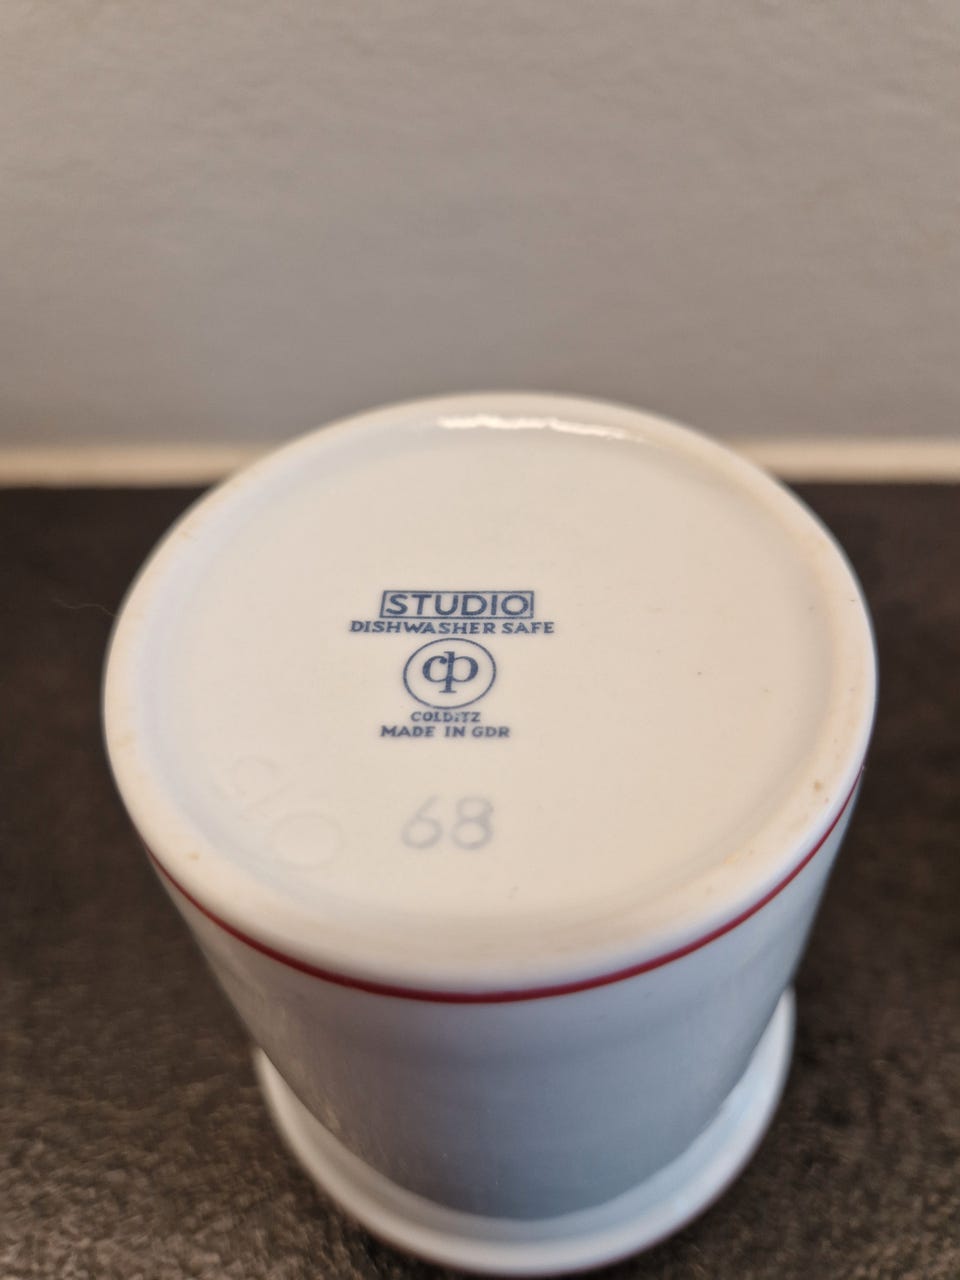 STUDIO
DISHWASHER SAFE
cp
COLDITZ
MADE IN GDR
68